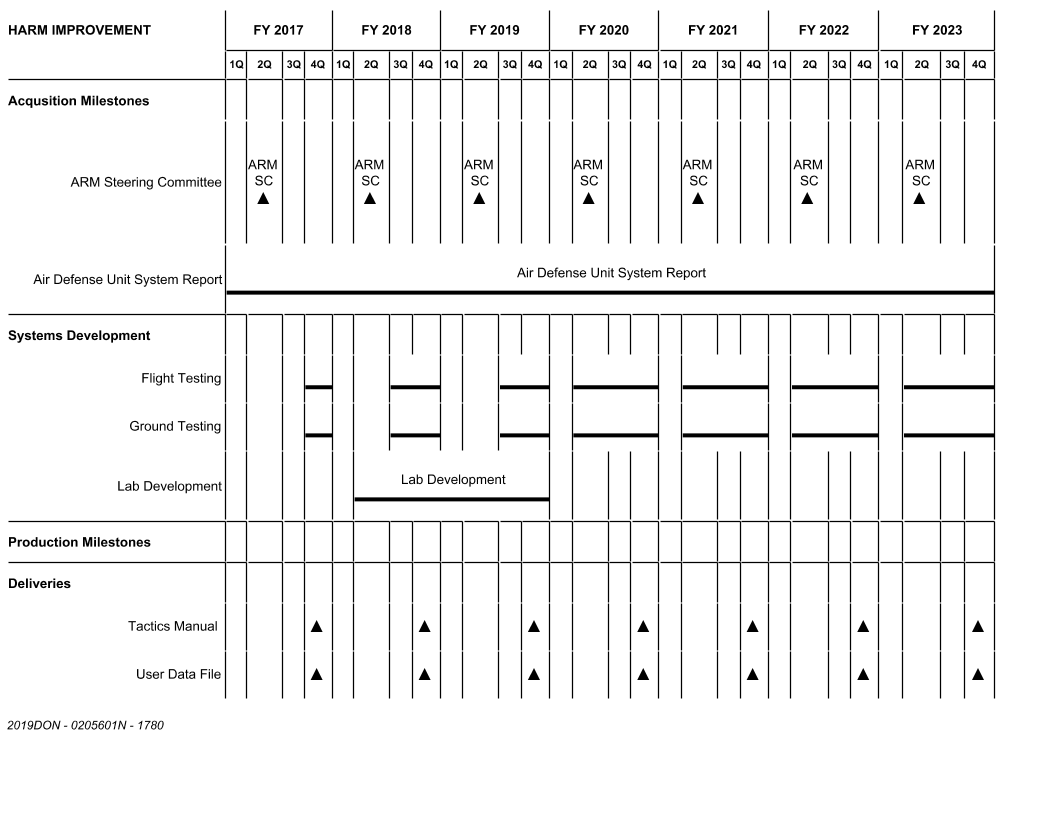 HARM IMPROVEMENT FY 2017 FY 2018 FY 2019 FY 2020 FY 2021 FY 2022 FY 2023
1Q 2Q 3Q 4Q 1Q 2Q 3Q 4Q 1Q 2Q 3Q 4Q 1Q 2Q 3Q 4Q 1Q 2Q 3Q 4Q 1Q 2Q 3Q 4Q 1Q 2Q 3Q 4Q
Acqusition Milestones
ARM ARM ARM ARM ARM ARM ARM
ARM Steering Committee SC SC SC SC SC SC SC
Air Defense Unit System Report Air Defense Unit System Report
Systems Development
Flight Testing
Ground Testing
Lab Development Lab Development
Production Milestones
Deliveries
Tactics Manual
User Data File
2019DON - 0205601N - 1780